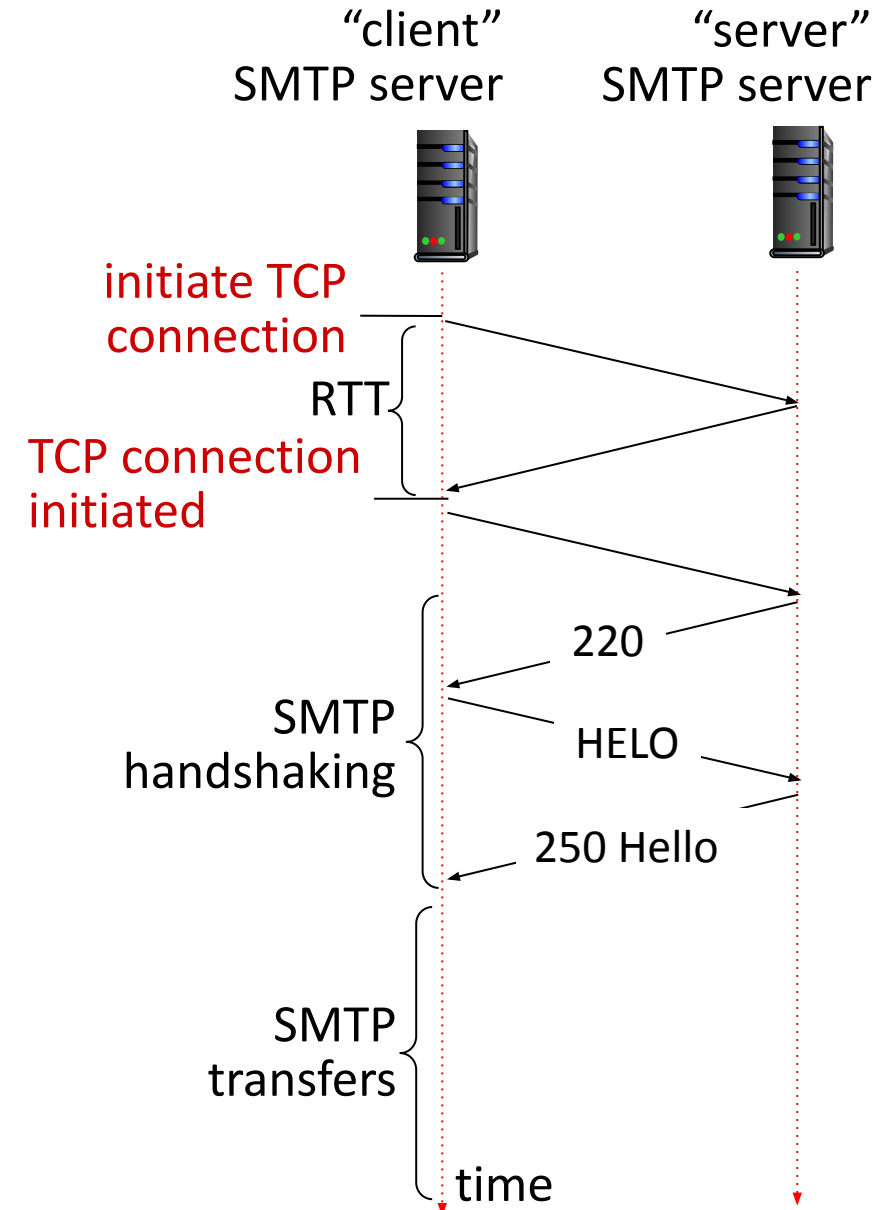 “client”
SMTP server
“server”
SMTP server
initiate TCP
connection
RTT
TCP connection
initiated
220
SMTP
handshaking
HELO
250 Hello
SMTP
transfers
time